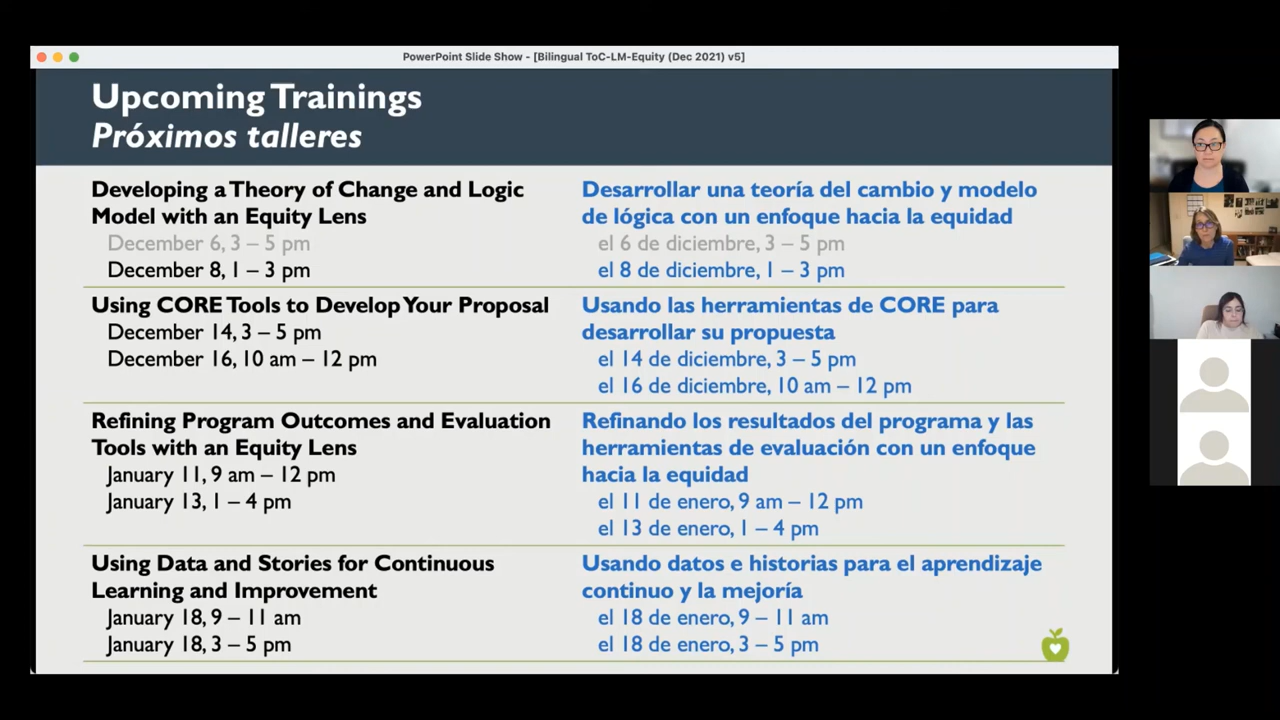 PowerPoint Slide Show - [Bilingual ToC-LM-Equity (Dec 2021) v5]
Upcoming Trainings
Próximos talleres
Developing a Theory of Change and Logic
Model with an Equity Lens
December 6, 3 – 5 pm
December 8, 1 – 3 pm
Desarrollar una teoría del cambio y modelo
de lógica con un enfoque hacia la equidad
el 6 de diciembre, 3 – 5 pm
el 8 de diciembre, 1 – 3 pm
Using CORE Tools to Develop Your Proposal
December 14, 3 – 5 pm
December 16, 10 am – 12 pm
Usando las herramientas de CORE para
desarrollar su propuesta
el 14 de diciembre, 3 – 5 pm
el 16 de diciembre, 10 am – 12 pm
Refining Program Outcomes and Evaluation
Tools with an Equity Lens
January 11, 9 am – 12 pm
January 13, 1 – 4 pm
Refinando los resultados del programa y las
herramientas de evaluación con un enfoque
hacia la equidad
el 11 de enero, 9 am – 12 pm
el 13 de enero, 1 – 4 pm
Using Data and Stories for Continuous
Learning and Improvement
January 18, 9 – 11 am
January 18, 3 – 5 pm
Usando datos e historias para el aprendizaje
continuo y la mejoría
el 18 de enero, 9 – 11 am
el 18 de enero, 3 – 5 pm